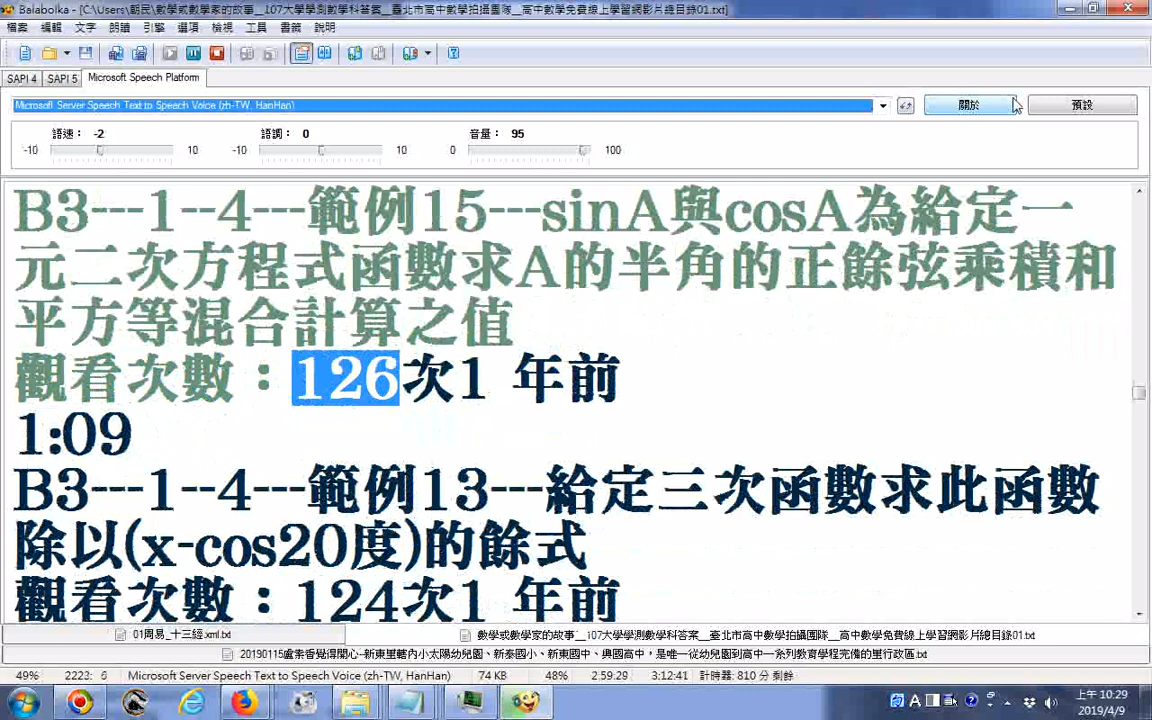 Balabolka - [C:\Users\朝民\數學或數學家的故事__107大學學測數學科答案__臺北市高中數學拍攝團隊__高中數學免費線上學習網影片總目錄01.txt]
檔案 編輯 文字 朗讀 引擎 選項 檢視 工具 書籤 說明
SAPI 4 SAPI 5 Microsoft Speech Platform
Microsoft Server Speech Text to Speech Voice (zh-TW, HanHan)
關於 預設
語速： -2 語調： 0 音量： 95
-10 10 -10 10 0 100
B3---1--4---範例15---sinA與cosA為給定一
元二次方程式函數求A的半角的正餘弦乘積和
平方等混合計算之值
觀看次數：126次1 年前
1:09
B3---1--4---範例13---給定三次函數求此函數
除以(x-cos20度)的餘式
觀看次數：124次1 年前
01周易_十三經.xml.txt
數學或數學家的故事__107大學學測數學科答案__臺北市高中數學拍攝團隊__高中數學免費線上學習網影片總目錄01.txt
20190115盧素香覺得開心-新東里轄內小太陽幼兒園、新泰國小、新東國中、興國高中，是唯一從幼兒園到高中一系列教育學程完備的里行政區.txt
49% 2223: 6 Microsoft Server Speech Text to Speech Voice (zh-TW, HanHan) 74 KB 48% 2:59:29 3:12:41 計時器: 810 分 剩餘
上午 10:29
2019/4/9